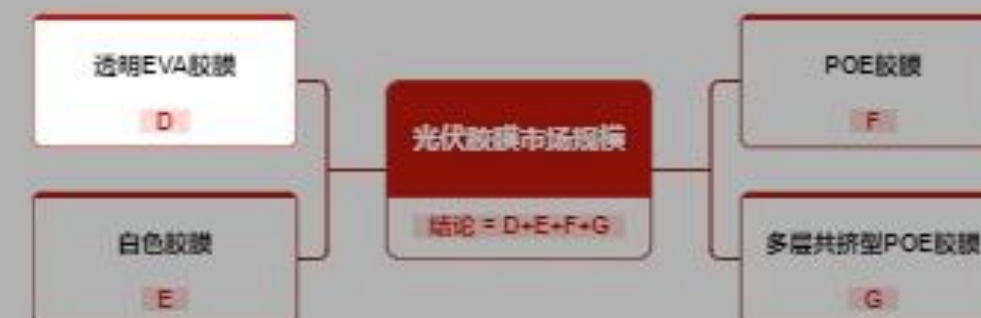 透明EVA胶膜
D
白色胶膜
E
光伏胶膜市场规模
结论 = D+E+F+G
POE胶膜
F
多层共挤型POE胶膜
G